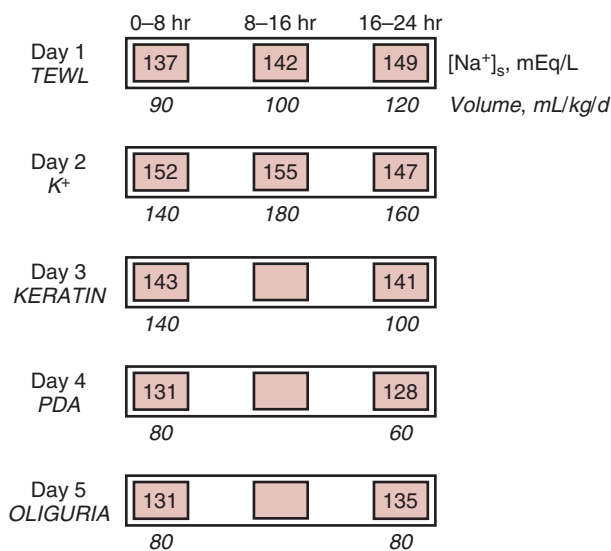 0–8 hr 8–16 hr 16–24 hr
Day 1
TEWL
137 142 149 [Na+]s, mEq/L
90 100 120 Volume, mL/kg/d
Day 2
K+
152 155 147
140 180 160
Day 3
KERATIN
143 141
140 100
Day 4
PDA
131 128
80 60
Day 5
OLIGURIA
131 135
80 80